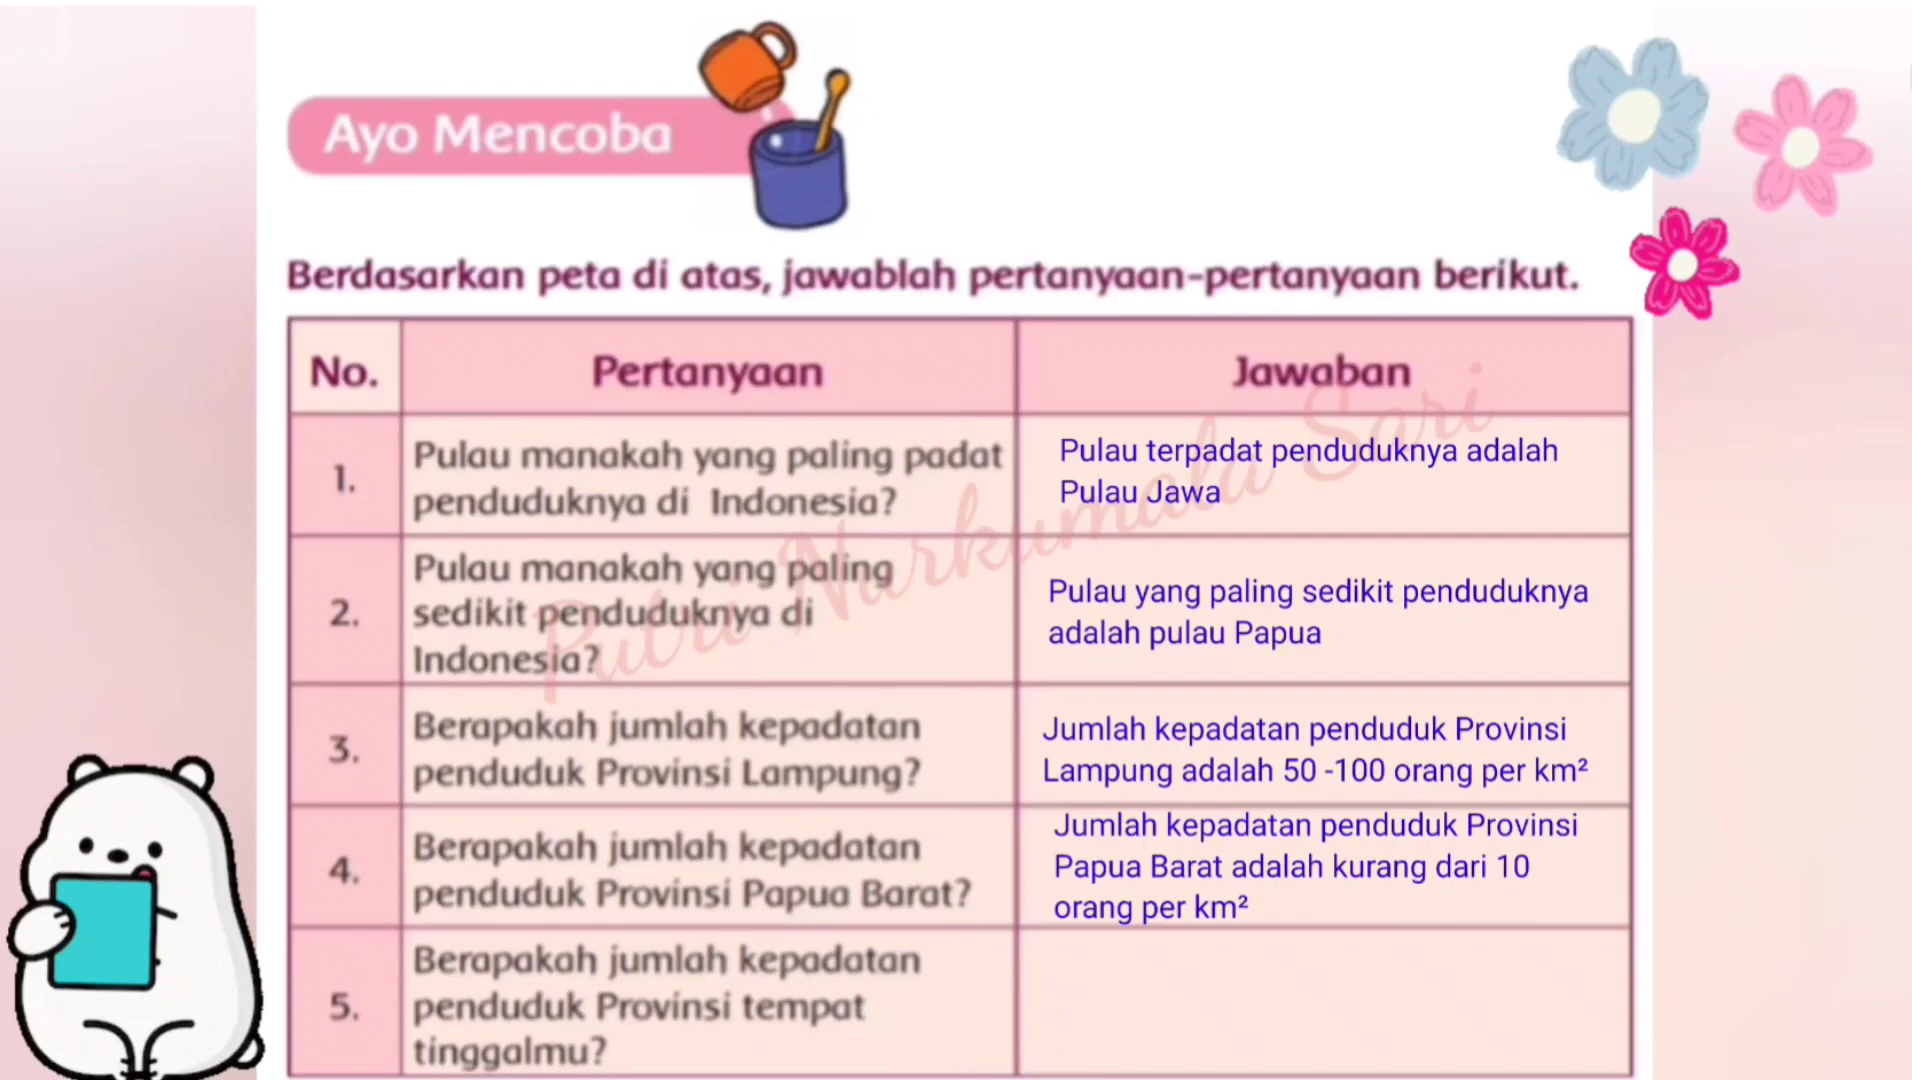 Ayo Mencoba
Berdasarkan peta di atas, jawablah pertanyaan-pertanyaan berikut.
No.
Pertanyaan
Jawaban
1.
Pulau manakah yang paling padat
penduduknya di Indonesia?
Pulau terpadat penduduknya adalah
Pulau Jawa
2.
Pulau manakah yang paling
sedikit penduduknya di
Indonesia?
Pulau yang paling sedikit penduduknya
adalah pulau Papua
3.
Berapakah jumlah kepadatan
penduduk Provinsi Lampung?
Jumlah kepadatan penduduk Provinsi
Lampung adalah 50 -100 orang per km²
4.
Berapakah jumlah kepadatan
penduduk Provinsi Papua Barat?
Jumlah kepadatan penduduk Provinsi
Papua Barat adalah kurang dari 10
orang per km²
5.
Berapakah jumlah kepadatan
penduduk Provinsi tempat
tinggalmu?
Putri Nurkumala Sari